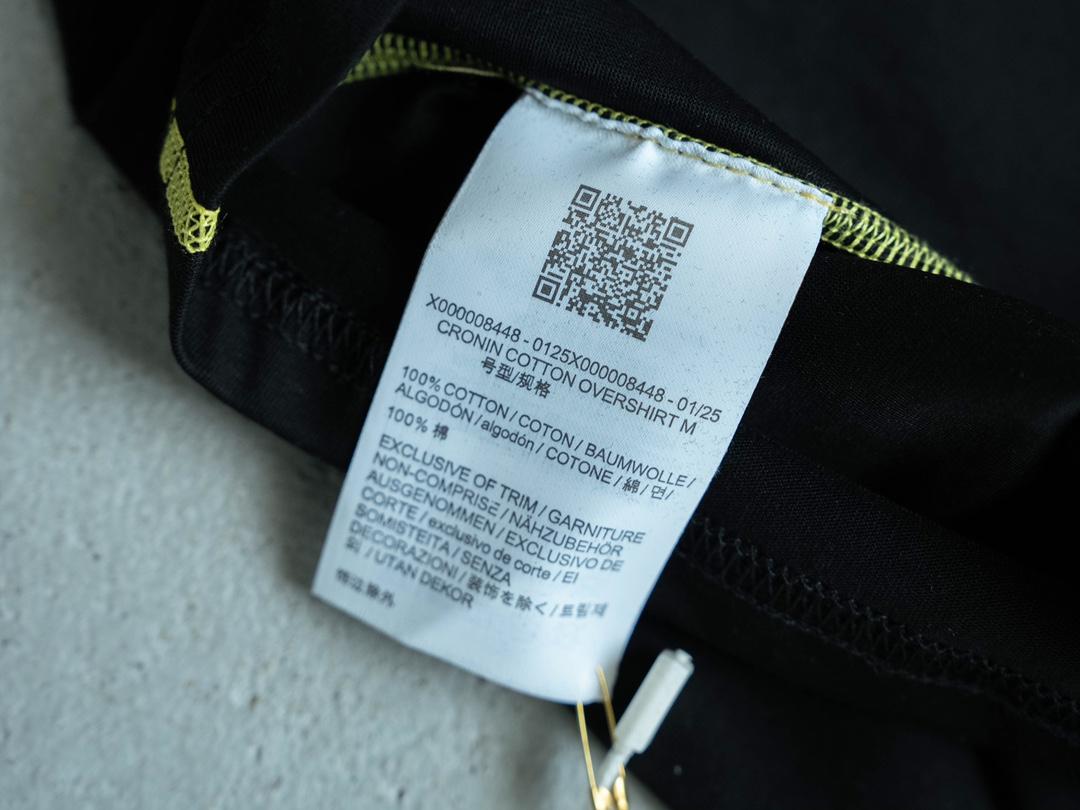 X000008448 - 0125X000008448 - 01/25
CRONIN COTTON OVERSHIRT M
号型/规格
100% COTTON / COTON / BAUMWOLLE /
ALGODÓN / algodón / COTONE / 綿 / 면 /
100% 棉
EXCLUSIVE OF TRIM / GARNITURE
NON-COMPRISE / NÄHZUBEHÖR
AUSGENOMMEN / EXCLUSIVO DE
CORTE / exclusivo de corte / EI
SOMISTEITA / SENZA
DECORAZIONI / 装飾を除く / 트림제
외 / UTAN DEKOR
饰边除外